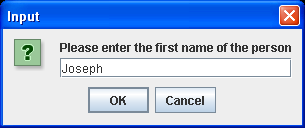 Input
?
Please enter the first name of the person
Joseph
OK Cancel